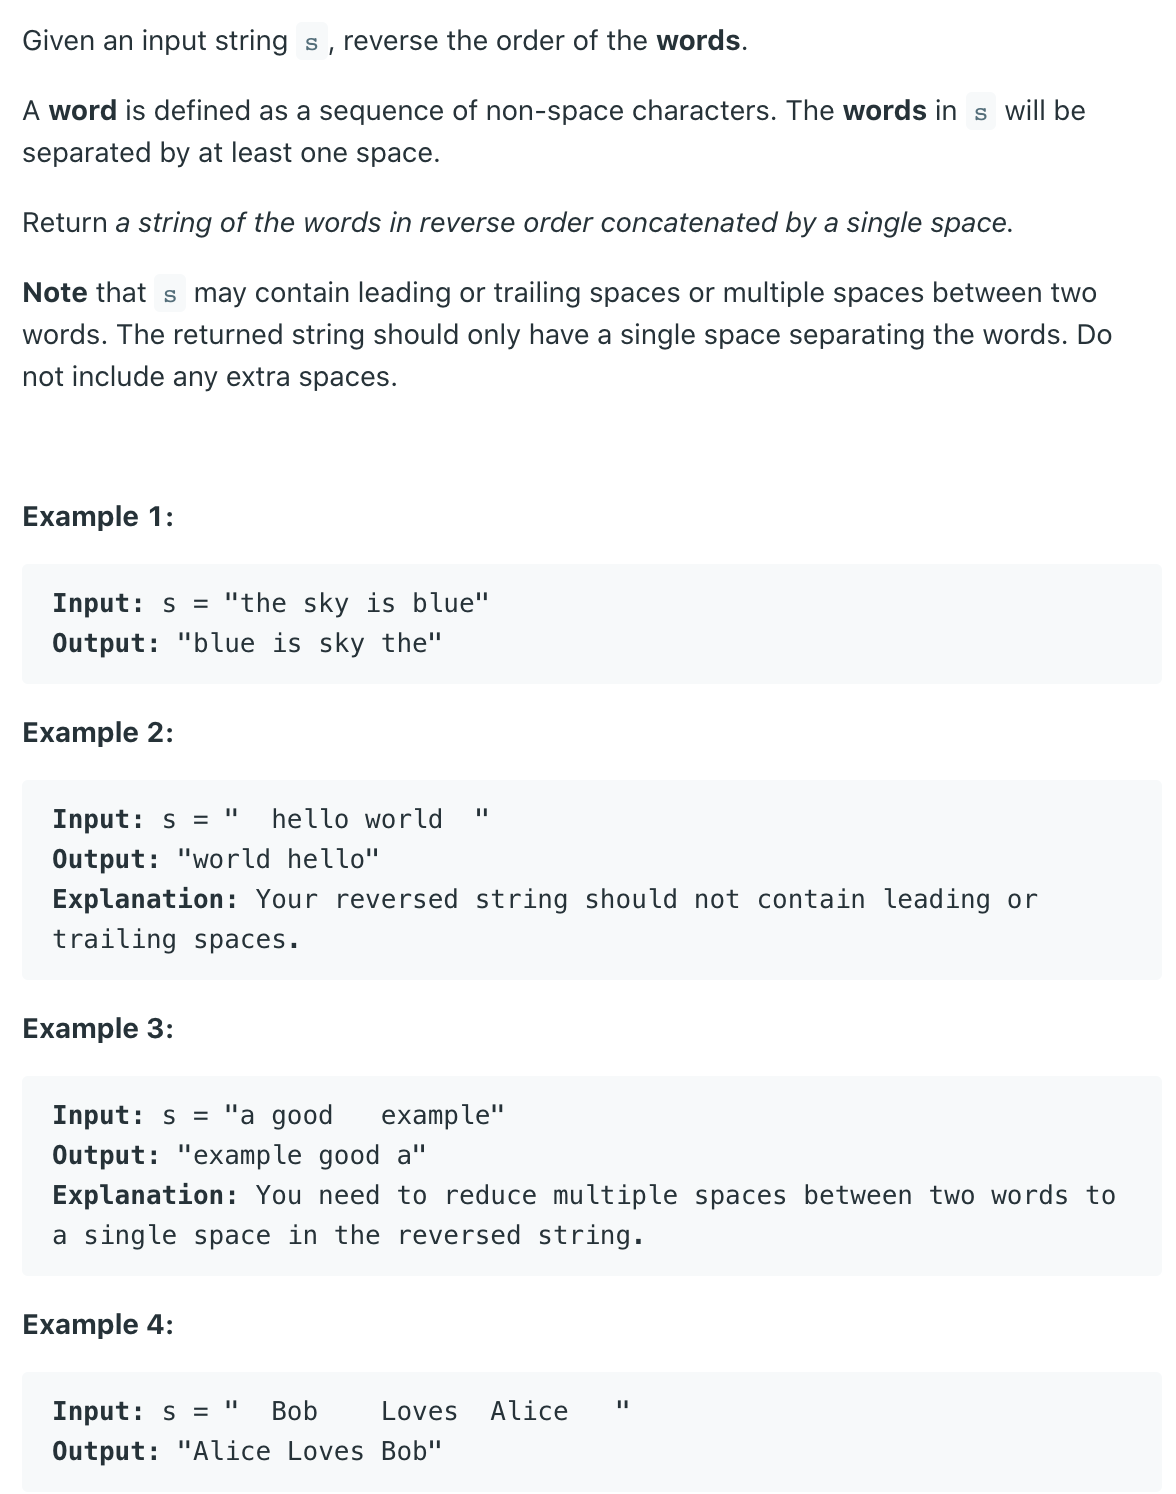 Given an input string s , reverse the order of the words.
A word is defined as a sequence of non-space characters. The words in s will be
separated by at least one space.
Return a string of the words in reverse order concatenated by a single space.
Note that s may contain leading or trailing spaces or multiple spaces between two
words. The returned string should only have a single space separating the words. Do
not include any extra spaces.
Example 1:
Input: s = "the sky is blue"
Output: "blue is sky the"
Example 2:
Input: s = "  hello world  "
Output: "world hello"
Explanation: Your reversed string should not contain leading or
trailing spaces.
Example 3:
Input: s = "a good   example"
Output: "example good a"
Explanation: You need to reduce multiple spaces between two words to
a single space in the reversed string.
Example 4:
Input: s = "  Bob    Loves  Alice   "
Output: "Alice Loves Bob"